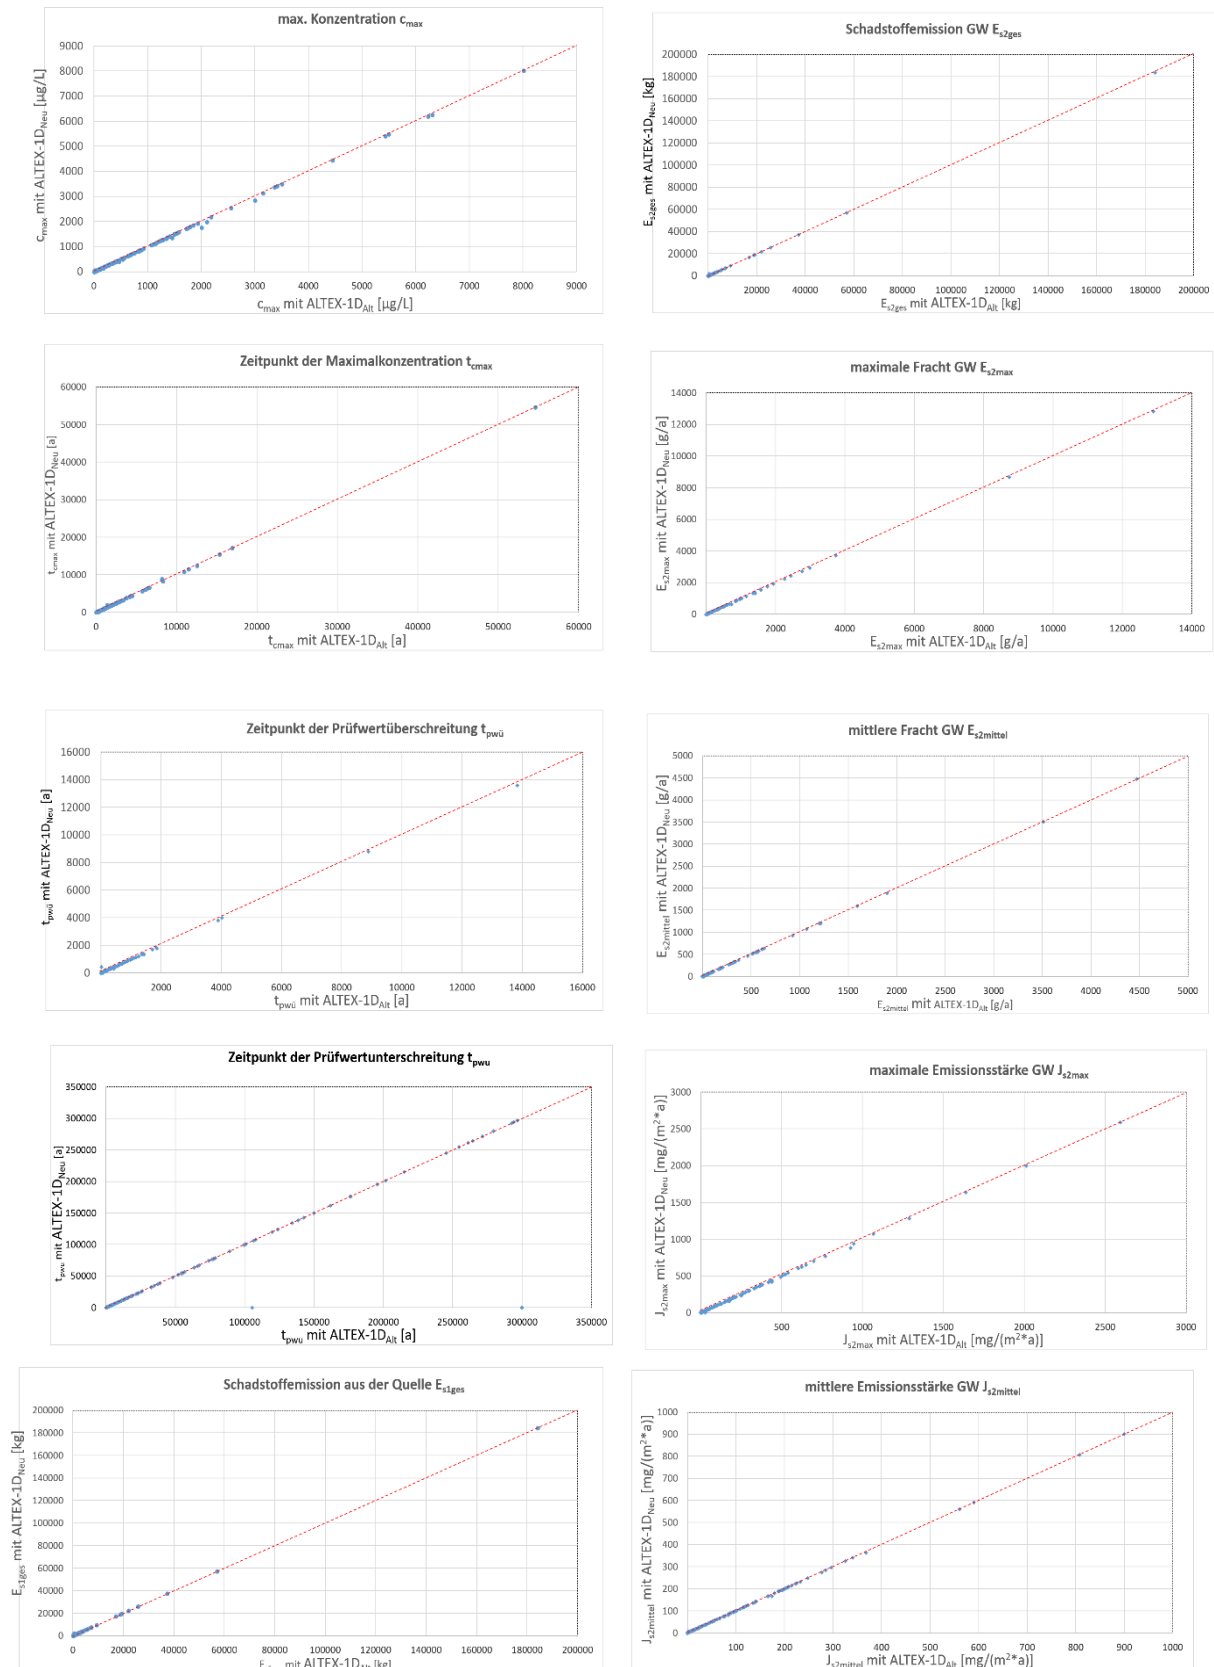 max. Konzentration cmax
9000
8000
7000
6000
5000
4000
3000
2000
1000
0
0 1000 2000 3000 4000 5000 6000 7000 8000 9000
cmax mit ALTEX-1DNeu [µg/L]
cmax mit ALTEX-1DAlt [µg/L]
Schadstoffemission GW Es2ges
200000
180000
160000
140000
120000
100000
80000
60000
40000
20000
0
20000 40000 60000 80000 100000 120000 140000 160000 180000 200000
Es2ges mit ALTEX-1DNeu [kg]
Es2ges mit ALTEX-1DAlt [kg]
Zeitpunkt der Maximalkonzentration tcmax
60000
50000
40000
30000
20000
10000
0
0 10000 20000 30000 40000 50000 60000
tcmax mit ALTEX-1DNeu [a]
tcmax mit ALTEX-1DAlt [a]
maximale Fracht GW Es2max
14000
12000
10000
8000
6000
4000
2000
0
2000 4000 6000 8000 10000 12000 14000
Es2max mit ALTEX-1DNeu [g/a]
Es2max mit ALTEX-1DAlt [g/a]
Zeitpunkt der Prüfwertüberschreitung tpwü
16000
14000
12000
10000
8000
6000
4000
2000
0
2000 4000 6000 8000 10000 12000 14000 16000
tpwü mit ALTEX-1DNeu [a]
tpwü mit ALTEX-1DAlt [a]
mittlere Fracht GW Es2mittel
5000
4500
4000
3500
3000
2500
2000
1500
1000
500
0
500 1000 1500 2000 2500 3000 3500 4000 4500 5000
Es2mittel mit ALTEX-1DNeu [g/a]
Es2mittel mit ALTEX-1DAlt [g/a]
Zeitpunkt der Prüfwertunterschreitung tpwu
350000
300000
250000
200000
150000
100000
50000
0
50000 100000 150000 200000 250000 300000 350000
tpwu mit ALTEX-1DNeu [a]
tpwu mit ALTEX-1DAlt [a]
maximale Emissionsstärke GW Js2max
3000
2500
2000
1500
1000
500
0
500 1000 1500 2000 2500 3000
Js2max mit ALTEX-1DNeu [mg/(m²*a)]
Js2max mit ALTEX-1DAlt [mg/(m²*a)]
Schadstoffemission aus der Quelle Es1ges
200000
180000
160000
140000
120000
100000
80000
60000
40000
20000
0
0 20000 40000 60000 80000 100000 120000 140000 160000 180000 200000
Es1ges mit ALTEX-1DNeu [kg]
mit ALTEX-1DAlt [kg]
mittlere Emissionsstärke GW Js2mittel
1000
900
800
700
600
500
400
300
200
100
0
100 200 300 400 500 600 700 800 900 1000
Js2mittel mit ALTEX-1DNeu [mg/(m²*a)]
Js2mittel mit ALTEX-1DAlt [mg/(m²*a)]